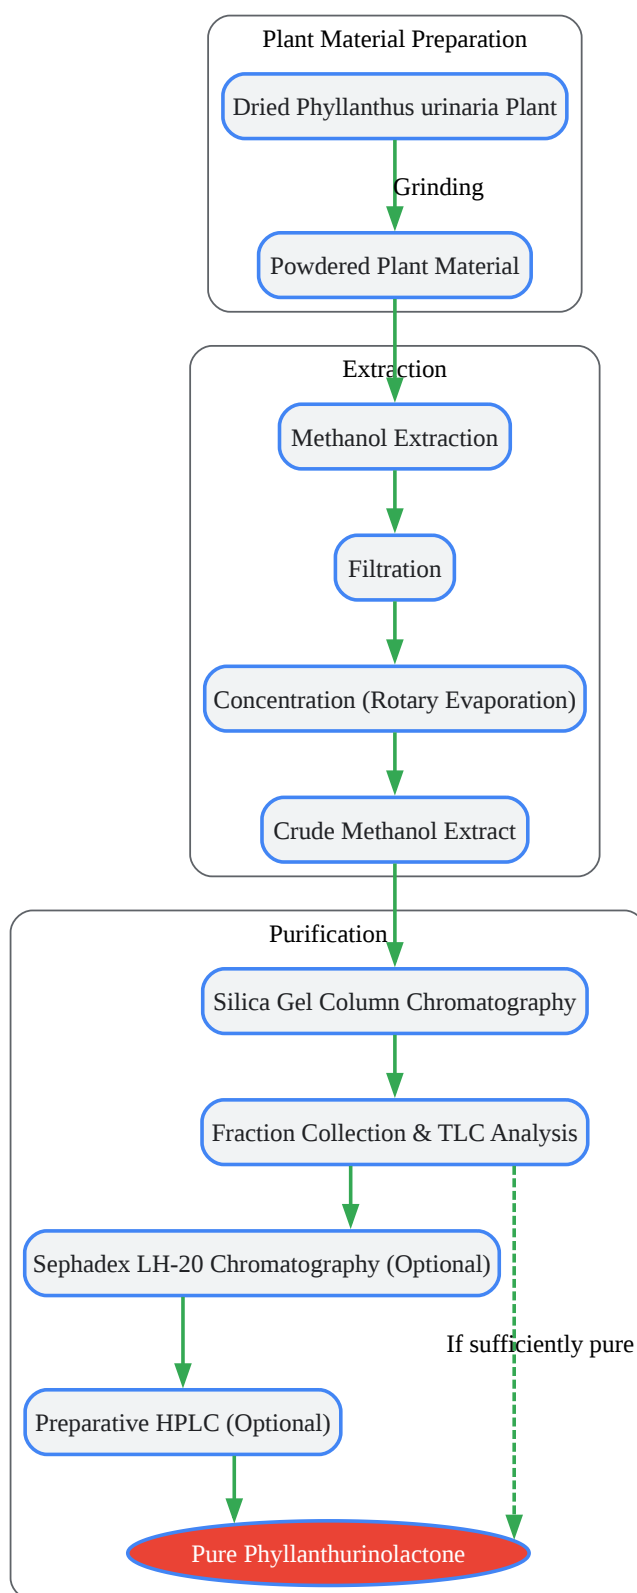 Plant Material Preparation
Dried Phyllanthus urinaria Plant
Grinding
Powdered Plant Material
Extraction
Methanol Extraction
Filtration
Concentration (Rotary Evaporation)
Crude Methanol Extract
Purification
Silica Gel Column Chromatography
Fraction Collection & TLC Analysis
Sephadex LH-20 Chromatography (Optional)
If sufficiently pure
Preparative HPLC (Optional)
Pure Phyllanthurinolactone